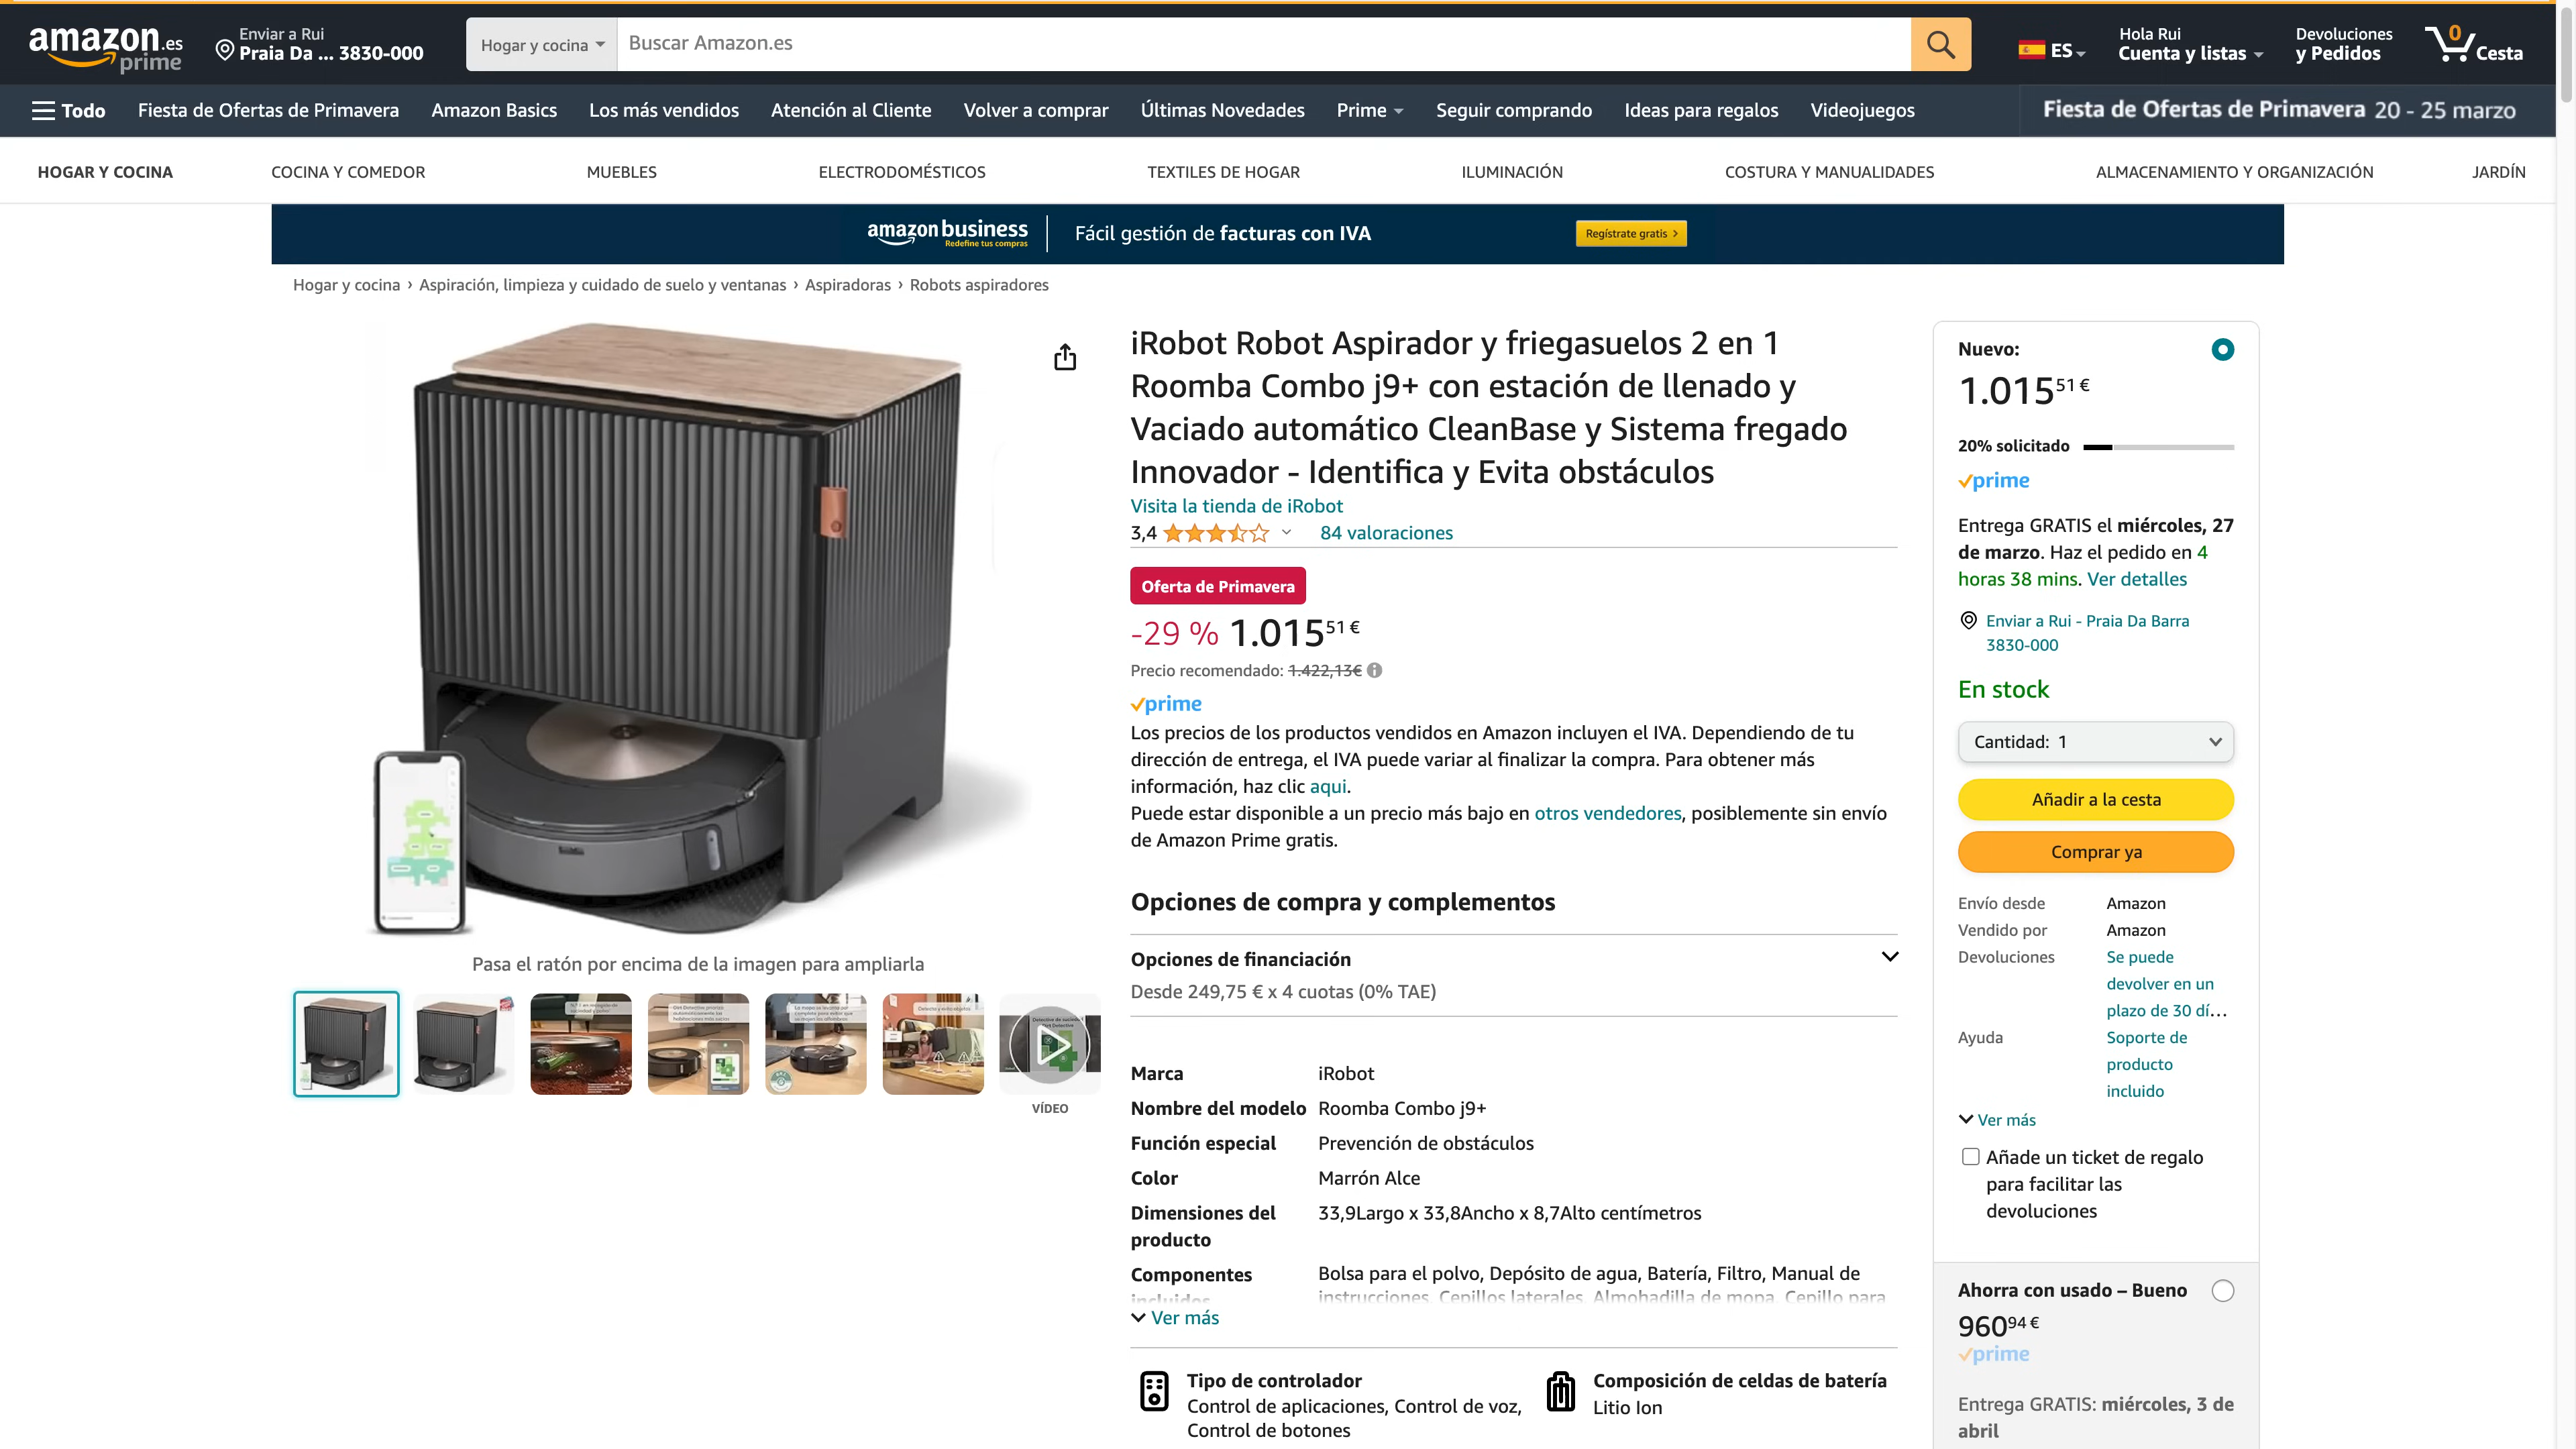 amazon.es
prime
Enviar a Rui
Praia Da ... 3830-000
Hogar y cocina
Buscar Amazon.es
ES
Hola Rui
Cuenta y listas
Devoluciones
y Pedidos
0
Cesta
Todo
Fiesta de Ofertas de Primavera
Amazon Basics
Los más vendidos
Atención al Cliente
Volver a comprar
Últimas Novedades
Prime
Seguir comprando
Ideas para regalos
Videojuegos
Fiesta de Ofertas de Primavera 20 - 25 marzo
HOGAR Y COCINA
COCINA Y COMEDOR
MUEBLES
ELECTRODOMÉSTICOS
TEXTILES DE HOGAR
ILUMINACIÓN
COSTURA Y MANUALIDADES
ALMACENAMIENTO Y ORGANIZACIÓN
JARDÍN
amazon business
Redefine tus compras
Fácil gestión de facturas con IVA
Regístrate gratis ›
Hogar y cocina › Aspiración, limpieza y cuidado de suelo y ventanas › Aspiradoras › Robots aspiradores
Pasa el ratón por encima de la imagen para ampliarla
VÍDEO
iRobot Robot Aspirador y friegasuelos 2 en 1
Roomba Combo j9+ con estación de llenado y
Vaciado automático CleanBase y Sistema fregado
Innovador - Identifica y Evita obstáculos
Visita la tienda de iRobot
3,4
84 valoraciones
Oferta de Primavera
-29 % 1.015 51 €
Precio recomendado: 1.422,13€
prime
Los precios de los productos vendidos en Amazon incluyen el IVA. Dependiendo de tu
dirección de entrega, el IVA puede variar al finalizar la compra. Para obtener más
información, haz clic aqui.
Puede estar disponible a un precio más bajo en otros vendedores, posiblemente sin envío
de Amazon Prime gratis.
Opciones de compra y complementos
Opciones de financiación
Desde 249,75 € x 4 cuotas (0% TAE)
Marca iRobot
Nombre del modelo Roomba Combo j9+
Función especial Prevención de obstáculos
Color Marrón Alce
Dimensiones del 33,9Largo x 33,8Ancho x 8,7Alto centímetros
producto
Componentes Bolsa para el polvo, Depósito de agua, Batería, Filtro, Manual de
incluidos instrucciones, Cepillos laterales, Almohadilla de mopa, Cepillo para
Ver más
Tipo de controlador
Control de aplicaciones, Control de voz,
Control de botones
Composición de celdas de batería
Litio Ion
Nuevo:
1.015 51 €
20% solicitado
prime
Entrega GRATIS el miércoles, 27
de marzo. Haz el pedido en 4
horas 38 mins. Ver detalles
Enviar a Rui - Praia Da Barra
3830-000
En stock
Cantidad: 1
Añadir a la cesta
Comprar ya
Envío desde Amazon
Vendido por Amazon
Devoluciones Se puede
devolver en un
plazo de 30 dí…
Ayuda Soporte de
producto
incluido
Ver más
Añade un ticket de regalo
para facilitar las
devoluciones
Ahorra con usado – Bueno
960 94 €
prime
Entrega GRATIS: miércoles, 3 de
abril